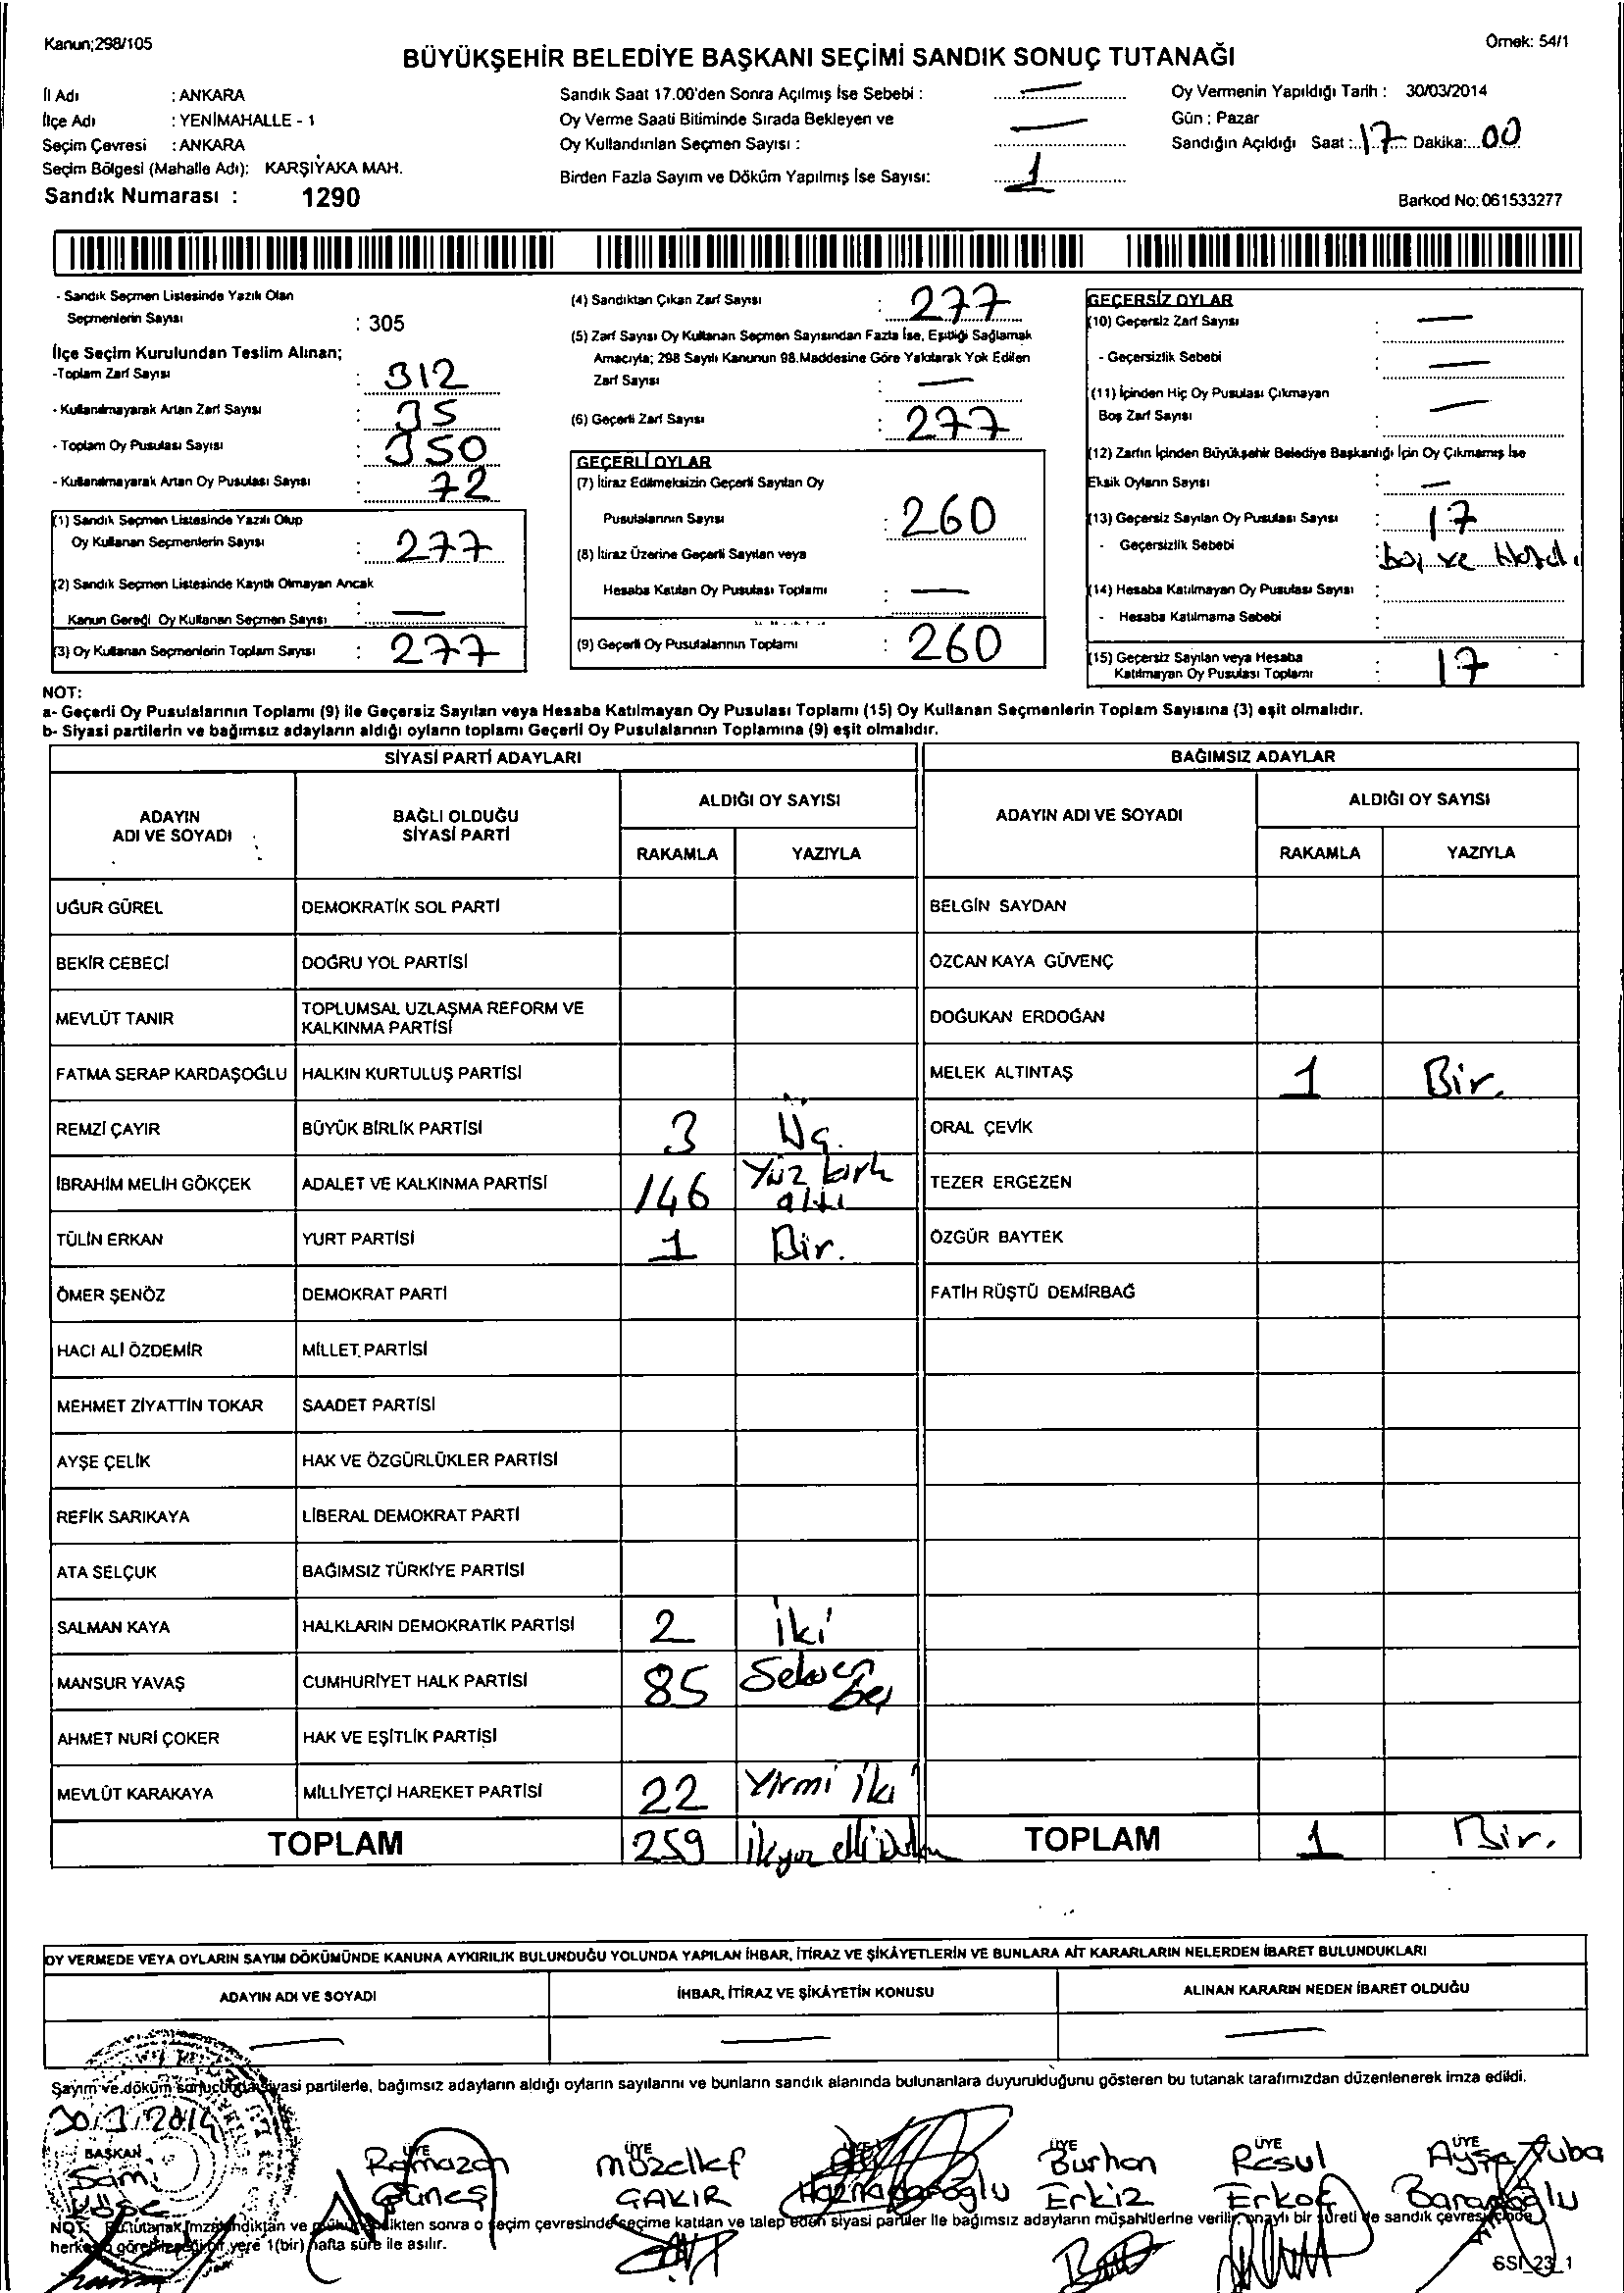 Kanun;298/105
Örnek: 54/1
BÜYÜKŞEHİR BELEDİYE BAŞKANI SEÇİMİ SANDIK SONUÇ TUTANAĞI
İl Adı : ANKARA
İlçe Adı : YENİMAHALLE - 1
Seçim Çevresi : ANKARA
Seçim Bölgesi (Mahalle Adı): KARŞIYAKA MAH.
Sandık Numarası : 1290
Sandık Saat 17.00'den Sonra Açılmış İse Sebebi : —
Oy Verme Saati Bitiminde Sırada Bekleyen ve
Oy Kullandırılan Seçmen Sayısı : —
Birden Fazla Sayım ve Döküm Yapılmış İse Sayısı: 1
Oy Vermenin Yapıldığı Tarih : 30/03/2014
Gün : Pazar
Sandığın Açıldığı Saat : 17 Dakika: 00
Barkod No: 061533277
- Sandık Seçmen Listesinde Yazılı Olan
Seçmenlerin Sayısı : 305
İlçe Seçim Kurulundan Teslim Alınan;
-Toplam Zarf Sayısı : 312
- Kullanılmayarak Artan Zarf Sayısı : 35
- Toplam Oy Pusulası Sayısı : 350
- Kullanılmayarak Artan Oy Pusulası Sayısı : 72
(1) Sandık Seçmen Listesinde Yazılı Olup
Oy Kullanan Seçmenlerin Sayısı : 277
(2) Sandık Seçmen Listesinde Kayıtlı Olmayan Ancak
Kanun Gereği Oy Kullanan Seçmen Sayısı : —
(3) Oy Kullanan Seçmenlerin Toplam Sayısı : 277
(4) Sandıktan Çıkan Zarf Sayısı : 277
(5) Zarf Sayısı Oy Kullanan Seçmen Sayısından Fazla İse, Eşitliği Sağlamak
Amacıyla; 298 Sayılı Kanunun 98.Maddesine Göre Yakılarak Yok Edilen
Zarf Sayısı : —
(6) Geçerli Zarf Sayısı : 277
GEÇERLİ OYLAR
(7) İtiraz Edilmeksizin Geçerli Sayılan Oy
Pusulalarının Sayısı : 260
(8) İtiraz Üzerine Geçerli Sayılan veya
Hesaba Katılan Oy Pusulası Toplamı : —
(9) Geçerli Oy Pusulalarının Toplamı : 260
GEÇERSİZ OYLAR
(10) Geçersiz Zarf Sayısı : —
- Geçersizlik Sebebi : —
(11) İçinden Hiç Oy Pusulası Çıkmayan
Boş Zarf Sayısı : —
(12) Zarfın İçinden Büyükşehir Belediye Başkanlığı İçin Oy Çıkmamış İse
Eksik Oyların Sayısı : —
(13) Geçersiz Sayılan Oy Pusulası Sayısı : 17
- Geçersizlik Sebebi : boş ve
(14) Hesaba Katılmayan Oy Pusulası Sayısı :
- Hesaba Katılmama Sebebi :
(15) Geçersiz Sayılan veya Hesaba
Katılmayan Oy Pusulası Toplamı : 17
NOT:
a- Geçerli Oy Pusulalarının Toplamı (9) ile Geçersiz Sayılan veya Hesaba Katılmayan Oy Pusulası Toplamı (15) Oy Kullanan Seçmenlerin Toplam Sayısına (3) eşit olmalıdır.
b- Siyasi partilerin ve bağımsız adayların aldığı oyların toplamı Geçerli Oy Pusulalarının Toplamına (9) eşit olmalıdır.
SİYASİ PARTİ ADAYLARI BAĞIMSIZ ADAYLAR
ADAYIN ADI VE SOYADI BAĞLI OLDUĞU SİYASİ PARTİ ALDIĞI OY SAYISI ADAYIN ADI VE SOYADI ALDIĞI OY SAYISI
RAKAMLA YAZIYLA RAKAMLA YAZIYLA
UĞUR GÜREL DEMOKRATİK SOL PARTİ BELGİN SAYDAN
BEKİR CEBECİ DOĞRU YOL PARTİSİ ÖZCAN KAYA GÜVENÇ
MEVLÜT TANIR TOPLUMSAL UZLAŞMA REFORM VE KALKINMA PARTİSİ DOĞUKAN ERDOĞAN
FATMA SERAP KARDAŞOĞLU HALKIN KURTULUŞ PARTİSİ MELEK ALTINTAŞ 1 Bir.
REMZİ ÇAYIR BÜYÜK BİRLİK PARTİSİ 3 Üç. ORAL ÇEVİK
İBRAHİM MELİH GÖKÇEK ADALET VE KALKINMA PARTİSİ 146 Yüz kırk altı TEZER ERGEZEN
TÜLİN ERKAN YURT PARTİSİ 1 Bir. ÖZGÜR BAYTEK
ÖMER ŞENÖZ DEMOKRAT PARTİ FATİH RÜŞTÜ DEMİRBAĞ
HACI ALİ ÖZDEMİR MİLLET PARTİSİ
MEHMET ZİYATTİN TOKAR SAADET PARTİSİ
AYŞE ÇELİK HAK VE ÖZGÜRLÜKLER PARTİSİ
REFİK SARIKAYA LİBERAL DEMOKRAT PARTİ
ATA SELÇUK BAĞIMSIZ TÜRKİYE PARTİSİ
SALMAN KAYA HALKLARIN DEMOKRATİK PARTİSİ 2 İki
MANSUR YAVAŞ CUMHURİYET HALK PARTİSİ 85 Seksen beş
AHMET NURİ ÇOKER HAK VE EŞİTLİK PARTİSİ
MEVLÜT KARAKAYA MİLLİYETÇİ HAREKET PARTİSİ 22 Yirmi iki
TOPLAM 259 ikiyüz elli dokuz TOPLAM 1 Bir.
OY VERMEDE VEYA OYLARIN SAYIM DÖKÜMÜNDE KANUNA AYKIRILIK BULUNDUĞU YOLUNDA YAPILAN İHBAR, İTİRAZ VE ŞİKÂYETLERİN VE BUNLARA AİT KARARLARIN NELERDEN İBARET BULUNDUKLARI
ADAYIN ADI VE SOYADI İHBAR, İTİRAZ VE ŞİKÂYETİN KONUSU ALINAN KARARIN NEDEN İBARET OLDUĞU
— — —
Sayım ve döküm sonucunda siyasi partilerle, bağımsız adayların aldığı oyların sayılarını ve bunların sandık alanında bulunanlara duyurulduğunu gösteren bu tutanak tarafımızdan düzenlenerek imza edildi.
30/3/2014
BAŞKAN ÜYE ÜYE ÜYE ÜYE ÜYE ÜYE
Sami Ramazan Burhan Resul Ayşe Tuba
Köse Güneş ÇAKIR Erkiz
NOT: Bu tutanak imzalandıktan ve mühürlendikten sonra o seçim çevresinde seçime katılan ve talep eden siyasi partiler ile bağımsız adayların müşahitlerine verilir, onaylı bir sureti de sandık çevresinde
herkesin görebileceği bir yere 1(bir) hafta süre ile asılır.
SSI_23_1